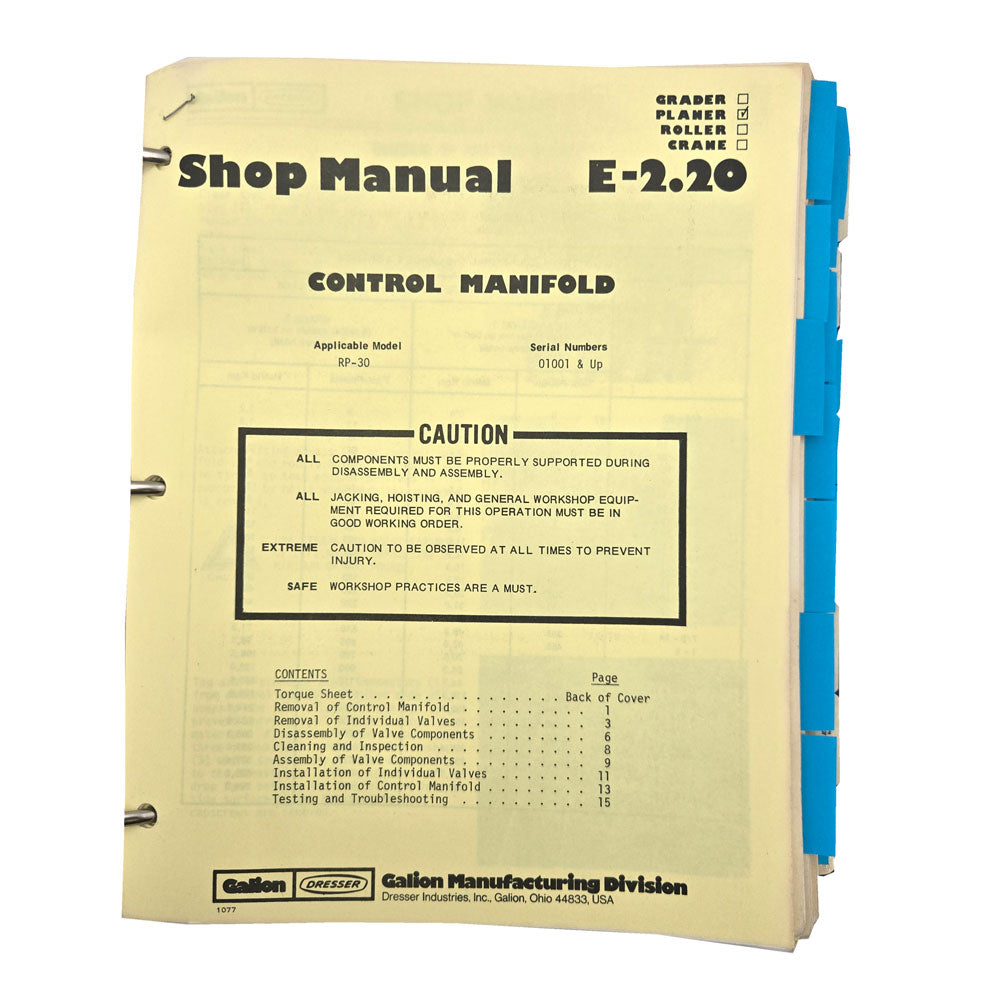 GRADER ☐
PLANER ☑
ROLLER ☐
CRANE ☐
Shop Manual E-2.20
CONTROL MANIFOLD
Applicable Model Serial Numbers
RP-30 01001 & Up
CAUTION
ALL COMPONENTS MUST BE PROPERLY SUPPORTED DURING
DISASSEMBLY AND ASSEMBLY.
ALL JACKING, HOISTING, AND GENERAL WORKSHOP EQUIP-
MENT REQUIRED FOR THIS OPERATION MUST BE IN
GOOD WORKING ORDER.
EXTREME CAUTION TO BE OBSERVED AT ALL TIMES TO PREVENT
INJURY.
SAFE WORKSHOP PRACTICES ARE A MUST.
CONTENTS Page
Torque Sheet . . . . . . . . . . . . . . . . . Back of Cover
Removal of Control Manifold . . . . . . . . . . 1
Removal of Individual Valves . . . . . . . . . . 3
Disassembly of Valve Components . . . . . . . . 6
Cleaning and Inspection . . . . . . . . . . . . 8
Assembly of Valve Components . . . . . . . . . . 9
Installation of Individual Valves . . . . . . . 11
Installation of Control Manifold . . . . . . . . 13
Testing and Troubleshooting . . . . . . . . . . 15
Galion DRESSER Galion Manufacturing Division
Dresser Industries, Inc., Galion, Ohio 44833, USA
1077